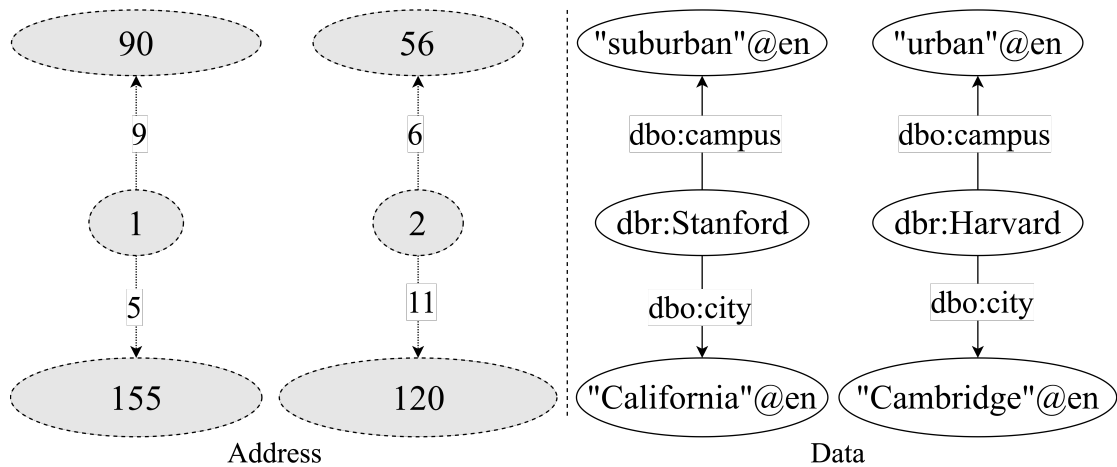 90
56
"suburban"@en
"urban"@en
9
6
dbo:campus
dbo:campus
1
2
dbr:Stanford
dbr:Harvard
5
11
dbo:city
dbo:city
155
120
"California"@en
"Cambridge"@en
Address
Data